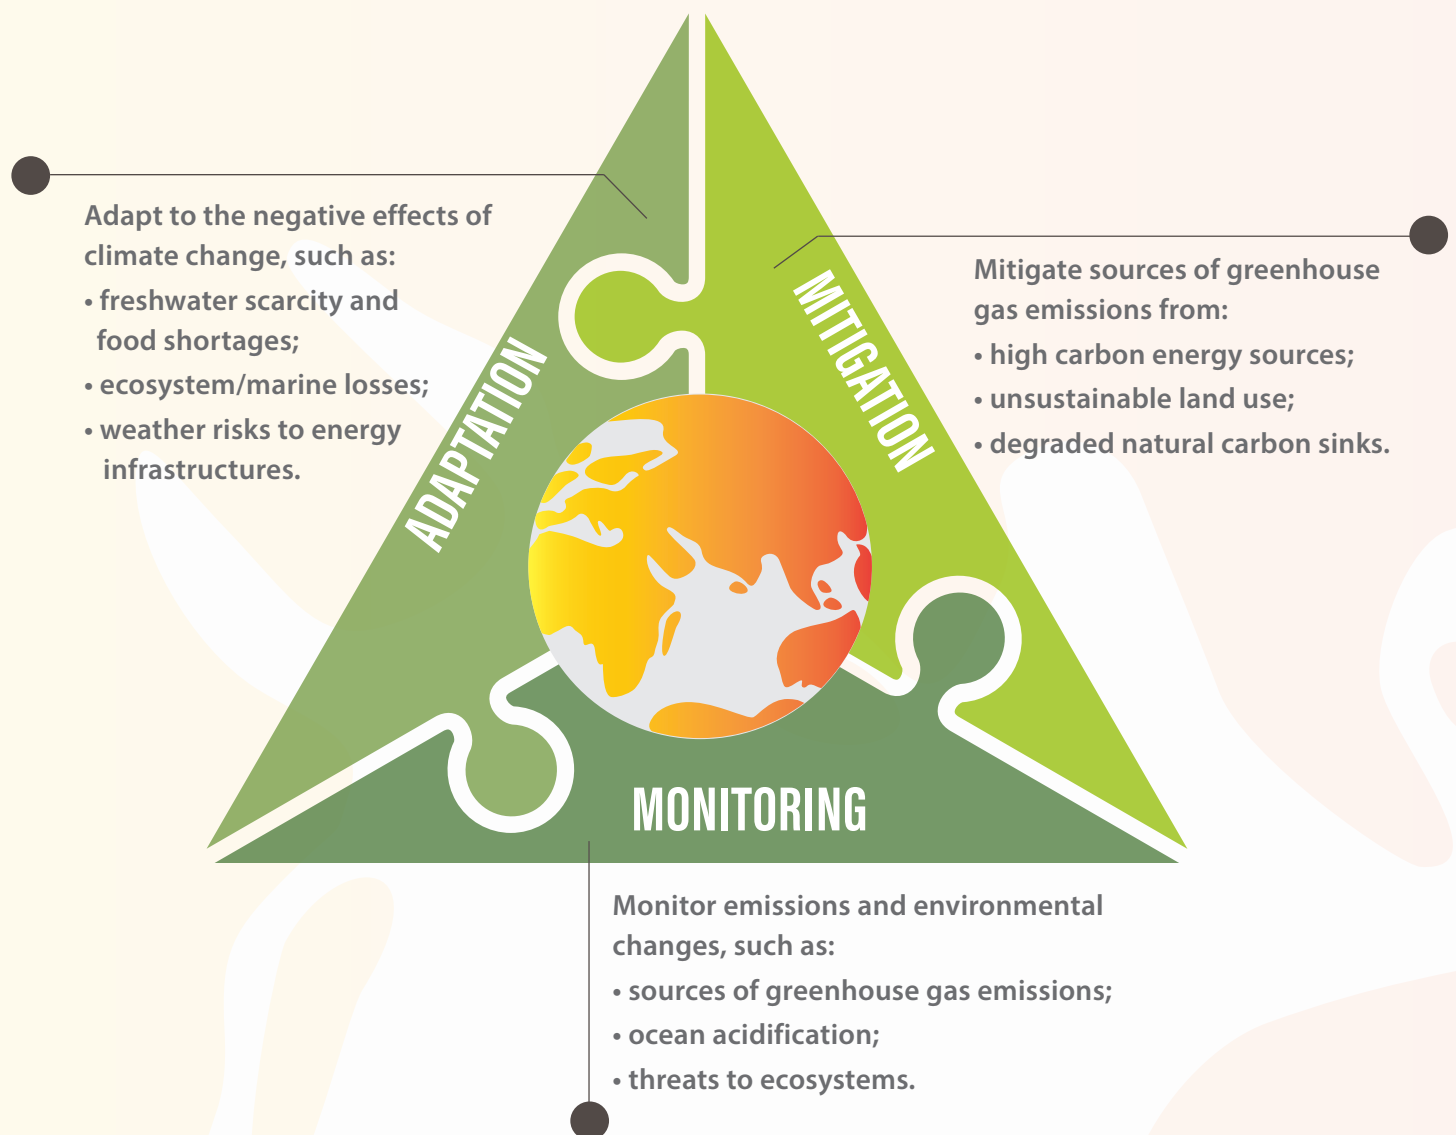 Adapt to the negative effects of
climate change, such as:
• freshwater scarcity and
food shortages;
• ecosystem/marine losses;
• weather risks to energy
infrastructures.
ADAPTATION
MITIGATION
Mitigate sources of greenhouse
gas emissions from:
• high carbon energy sources;
• unsustainable land use;
• degraded natural carbon sinks.
MONITORING
Monitor emissions and environmental
changes, such as:
• sources of greenhouse gas emissions;
• ocean acidification;
• threats to ecosystems.